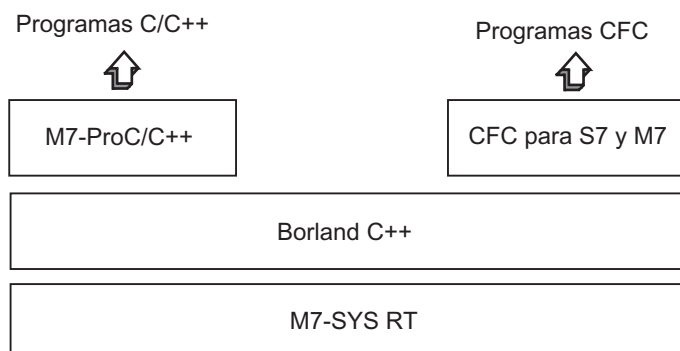 Programas C/C++
Programas CFC
M7-ProC/C++
CFC para S7 y M7
Borland C++
M7-SYS RT